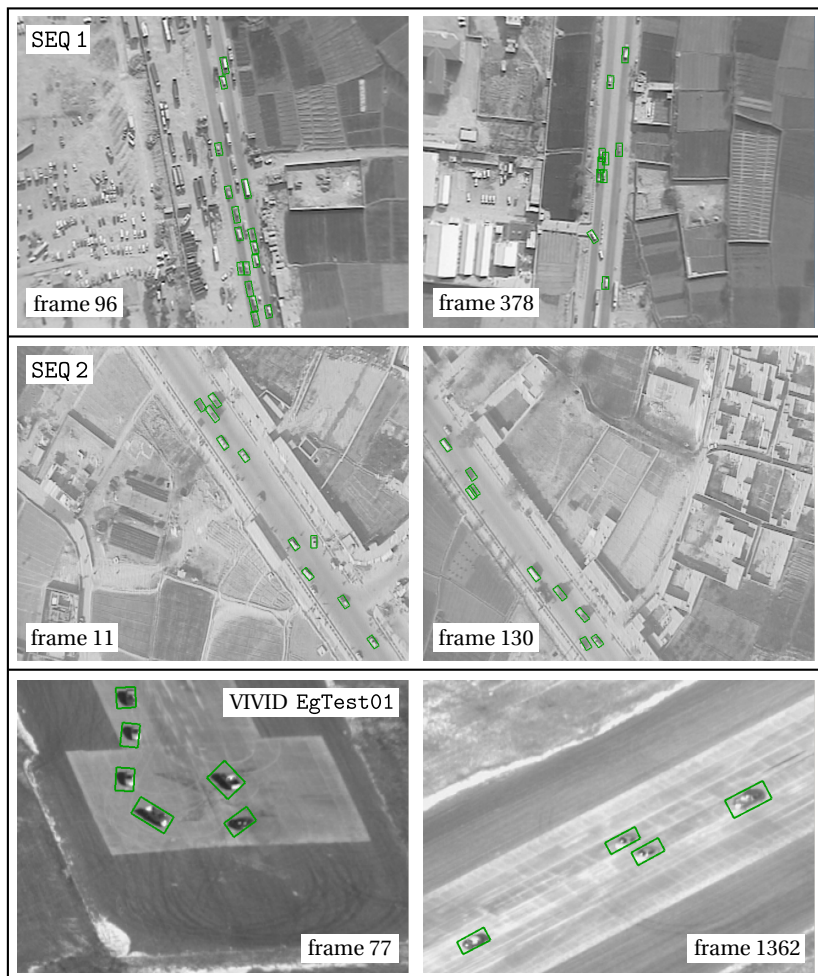 SEQ 1
frame 96
frame 378
SEQ 2
frame 11
frame 130
VIVID EgTest01
frame 77
frame 1362